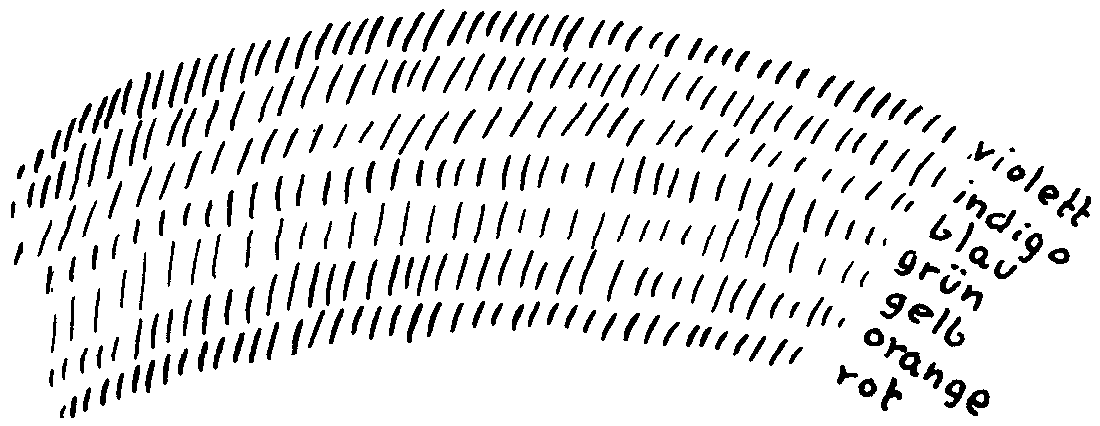 violett
indigo
blau
grün
gelb
orange
rot